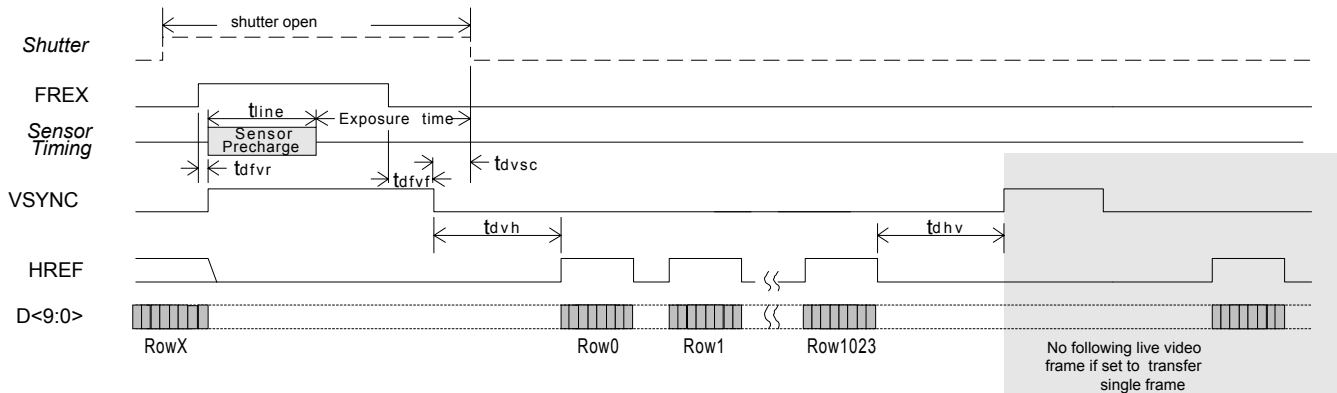 shutter open
Shutter
FREX
tline
Exposure time
Sensor
Timing
Sensor
Precharge
tdfvr
tdfvf
tdvsc
VSYNC
tdvh
tdhv
HREF
D<9:0>
RowX
Row0
Row1
Row1023
No following live video
frame if set to transfer
single frame